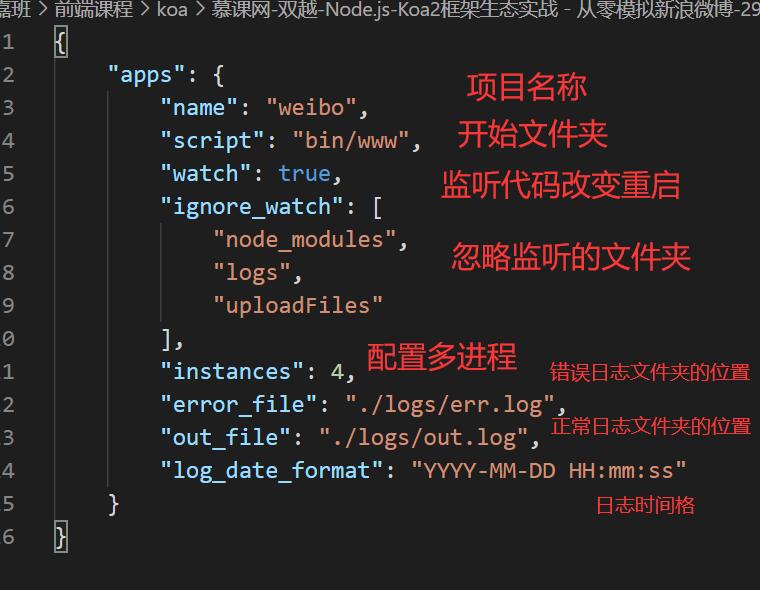 嘉班 > 前端课程 > koa > 慕课网-双越-Node.js-Koa2框架生态实战 - 从零模拟新浪微博-29
1 {
2 "apps": {
3 "name": "weibo", 项目名称
4 "script": "bin/www", 开始文件夹
5 "watch": true, 监听代码改变重启
6 "ignore_watch": [
7 "node_modules", 忽略监听的文件夹
8 "logs",
9 "uploadFiles"
0 ],
1 "instances": 4, 配置多进程 错误日志文件夹的位置
2 "error_file": "./logs/err.log",
3 "out_file": "./logs/out.log", 正常日志文件夹的位置
4 "log_date_format": "YYYY-MM-DD HH:mm:ss"
5 } 日志时间格
6 }